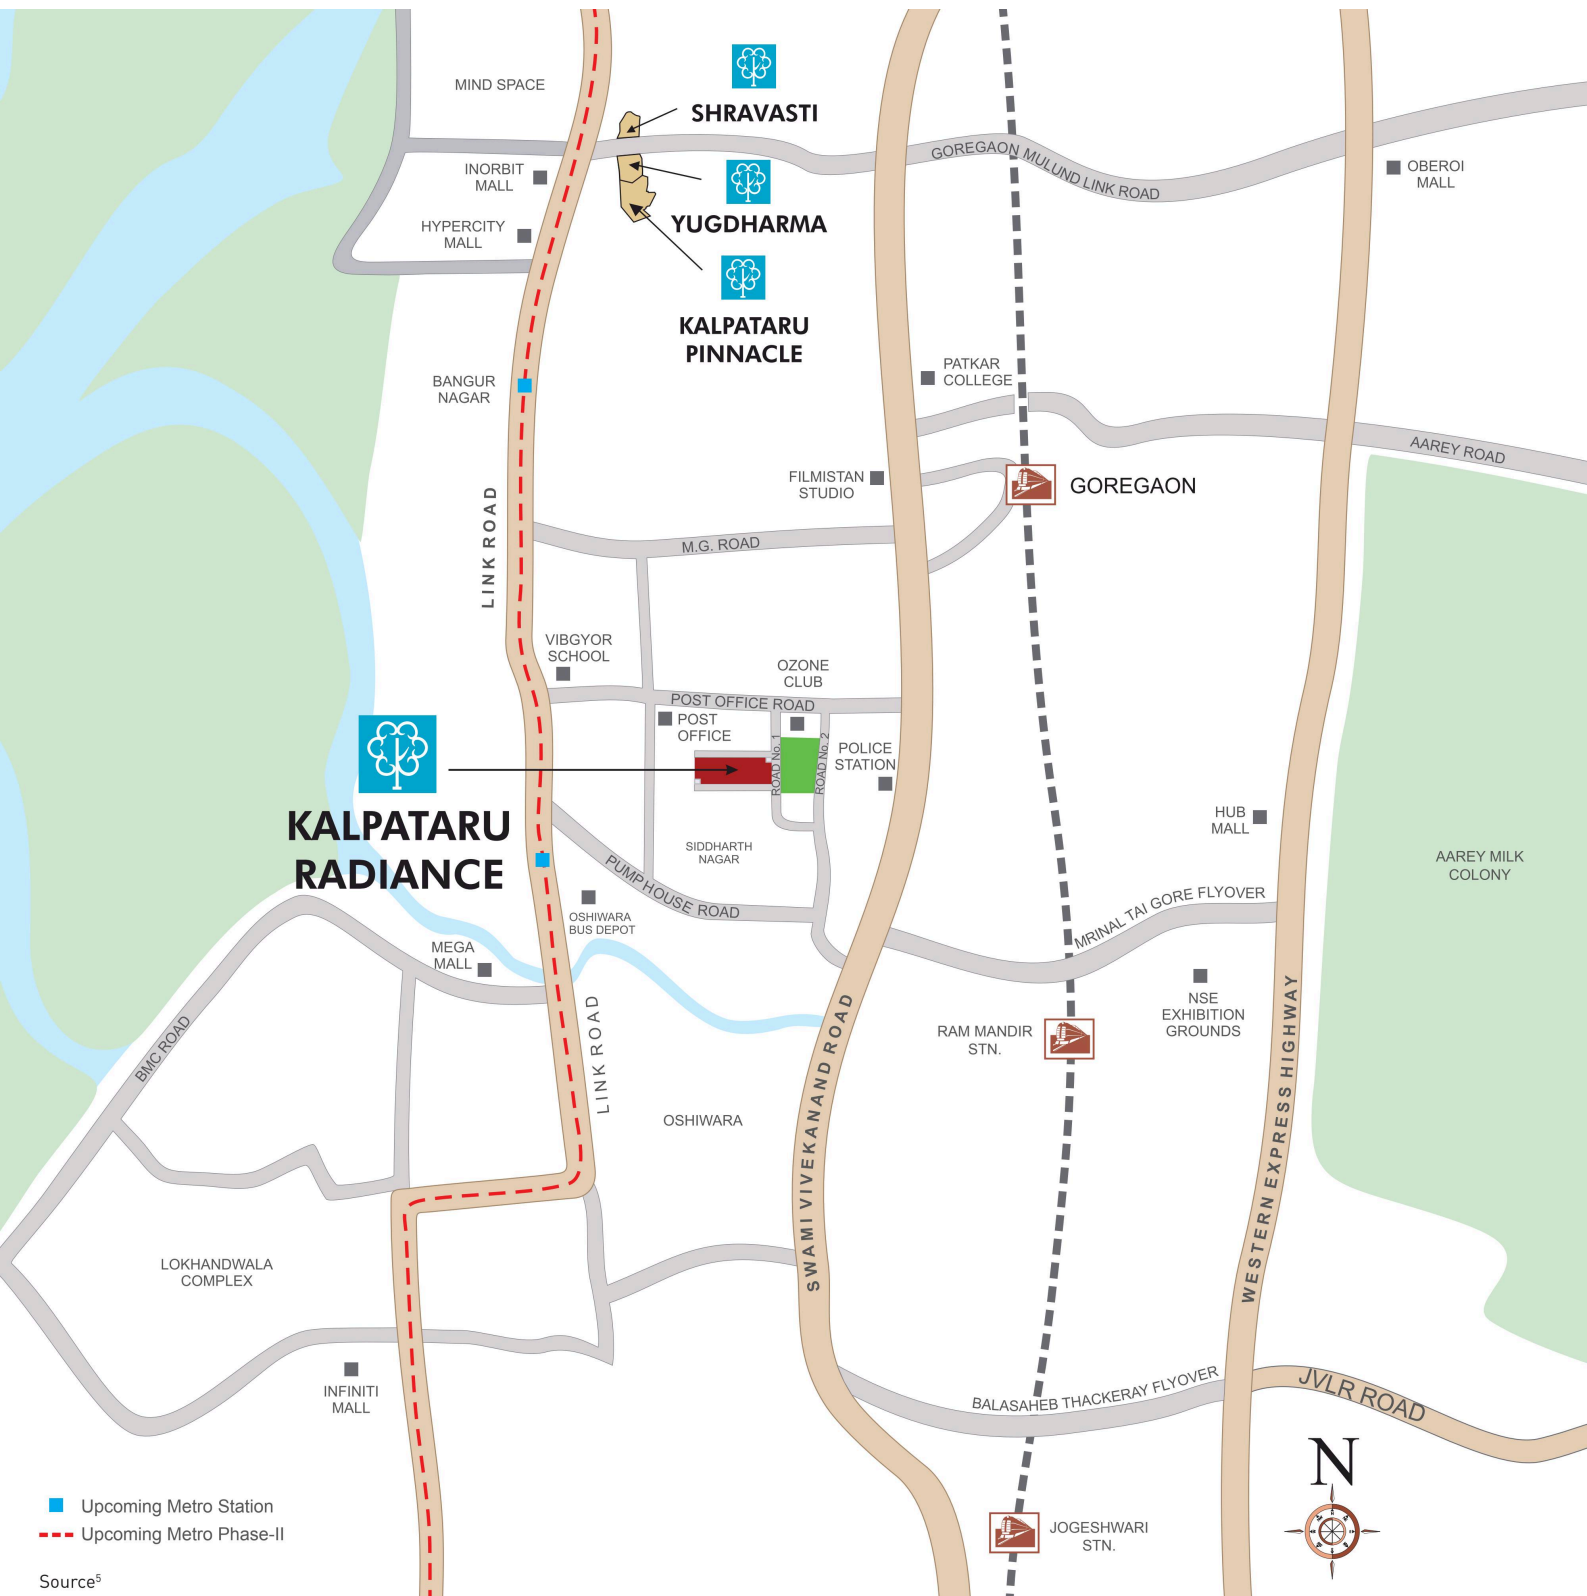 MIND SPACE
SHRAVASTI
INORBIT
MALL
GOREGAON MULUND LINK ROAD
OBEROI
MALL
YUGDHARMA
HYPERCITY
MALL
KALPATARU
PINNACLE
BANGUR
NAGAR
PATKAR
COLLEGE
AAREY ROAD
FILMISTAN
STUDIO
GOREGAON
LINK ROAD
M.G. ROAD
VIBGYOR
SCHOOL
OZONE
CLUB
POST OFFICE ROAD
POST
OFFICE
ROAD No. 1
ROAD No. 2
POLICE
STATION
KALPATARU
RADIANCE
HUB
MALL
SIDDHARTH
NAGAR
AAREY MILK
COLONY
PUMP HOUSE ROAD
OSHIWARA
BUS DEPOT
MRINAL TAI GORE FLYOVER
MEGA
MALL
NSE
EXHIBITION
GROUNDS
RAM MANDIR
STN.
BMC ROAD
LINK ROAD
OSHIWARA
SWAMI VIVEKANAND ROAD
WESTERN EXPRESS HIGHWAY
LOKHANDWALA
COMPLEX
INFINITI
MALL
BALASAHEB THACKERAY FLYOVER
JVLR ROAD
N
Upcoming Metro Station
Upcoming Metro Phase-II
JOGESHWARI
STN.
Source5